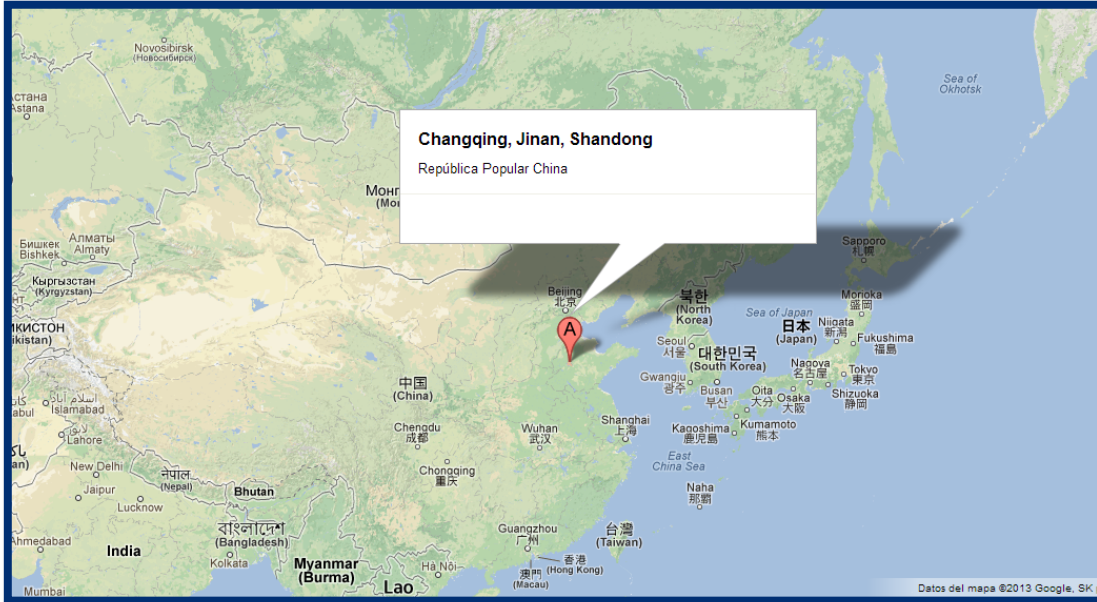 Novosibirsk
(Новосибирск)
Sea of
Okhotsk
Астана
Astana
Changqing, Jinan, Shandong
República Popular China
Бишкек
Bishkek
Алматы
Almaty
Кыргызстан
(Kyrgyzstan)
Sapporo
札幌
Beijing
北京
북한
(North
Korea)
Morioka
盛岡
Sea of Japan
A
日本
(Japan)
Niigata
新潟
Fukushima
福島
Seoul
서울
대한민국
(South Korea)
Nagoya
名古屋
Tokyo
東京
Gwangju
광주
Busan
부산
Oita
大分
Osaka
大阪
Shizuoka
静岡
中国
(China)
Islamabad
Lahore
Chengdu
成都
Wuhan
武汉
Shanghai
上海
Kagoshima
鹿児島
Kumamoto
熊本
East
China Sea
New Delhi
नेपाल
(Nepal)
Chongqing
重庆
Jaipur
Lucknow
Bhutan
Naha
那覇
বাংলাদেশ
(Bangladesh)
Guangzhou
广州
台灣
(Taiwan)
Ahmedabad
India
Kolkata
Myanmar
(Burma)
Hà Nội
香港
(Hong Kong)
澳門
(Macau)
Mumbai
Lao
Datos del mapa ©2013 Google, SK